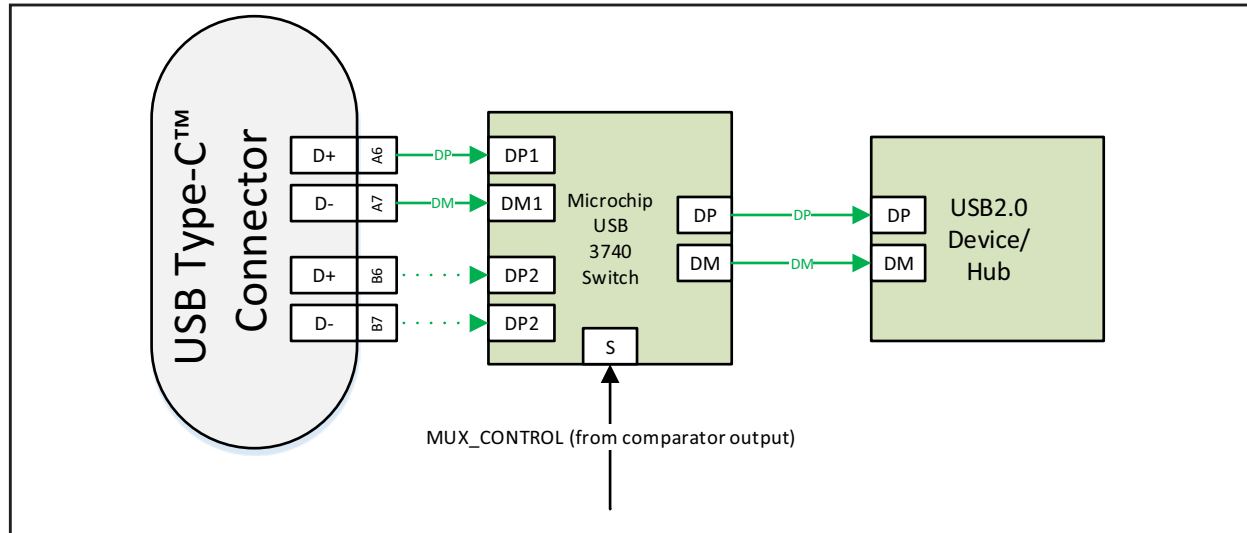 USB Type-C™
Connector
D+
A6
DP
DP1
D-
A7
DM
DM1
D+
B6
DP2
D-
B7
DP2
Microchip
USB
3740
Switch
S
DP
DM
DP
DM
DP
DM
USB2.0
Device/
Hub
MUX_CONTROL (from comparator output)